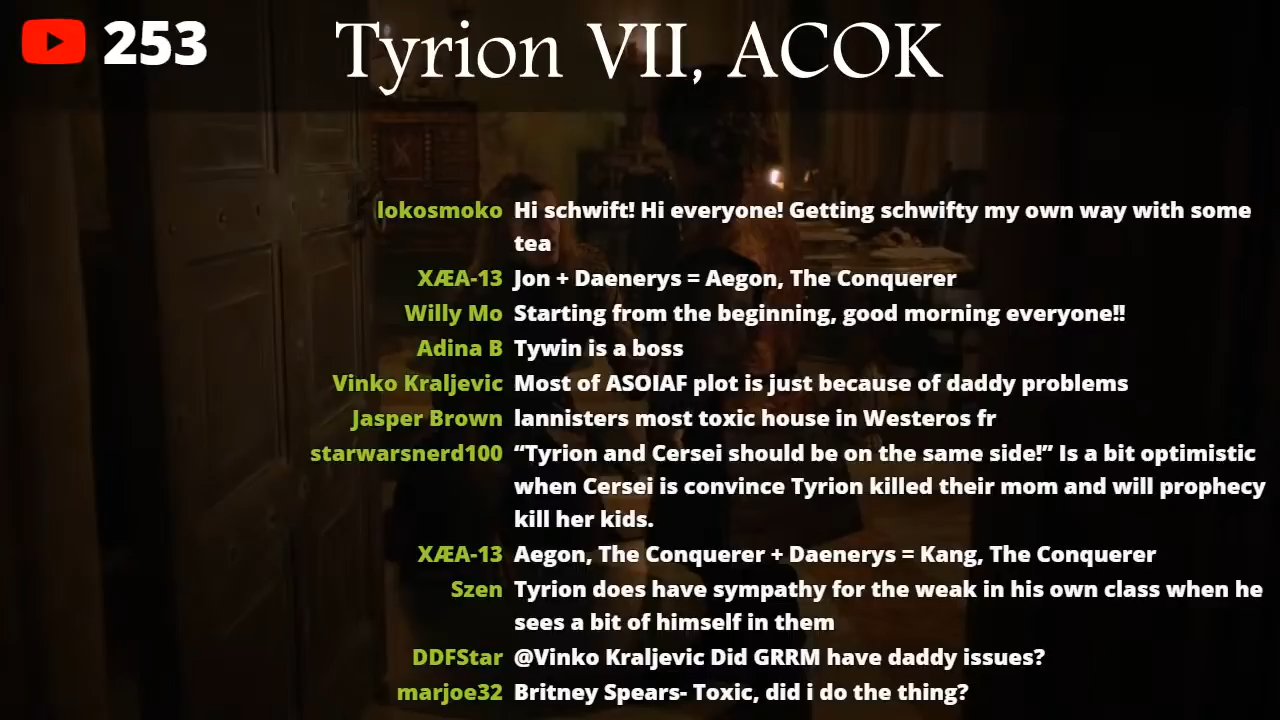 253
Tyrion VII, ACOK
lokosmoko Hi schwift! Hi everyone! Getting schwifty my own way with some
tea
XÆA-13 Jon + Daenerys = Aegon, The Conquerer
Willy Mo Starting from the beginning, good morning everyone!!
Adina B Tywin is a boss
Vinko Kraljevic Most of ASOIAF plot is just because of daddy problems
Jasper Brown lannisters most toxic house in Westeros fr
starwarsnerd100 “Tyrion and Cersei should be on the same side!” Is a bit optimistic
when Cersei is convince Tyrion killed their mom and will prophecy
kill her kids.
XÆA-13 Aegon, The Conquerer + Daenerys = Kang, The Conquerer
Szen Tyrion does have sympathy for the weak in his own class when he
sees a bit of himself in them
DDFStar @Vinko Kraljevic Did GRRM have daddy issues?
marjoe32 Britney Spears- Toxic, did i do the thing?